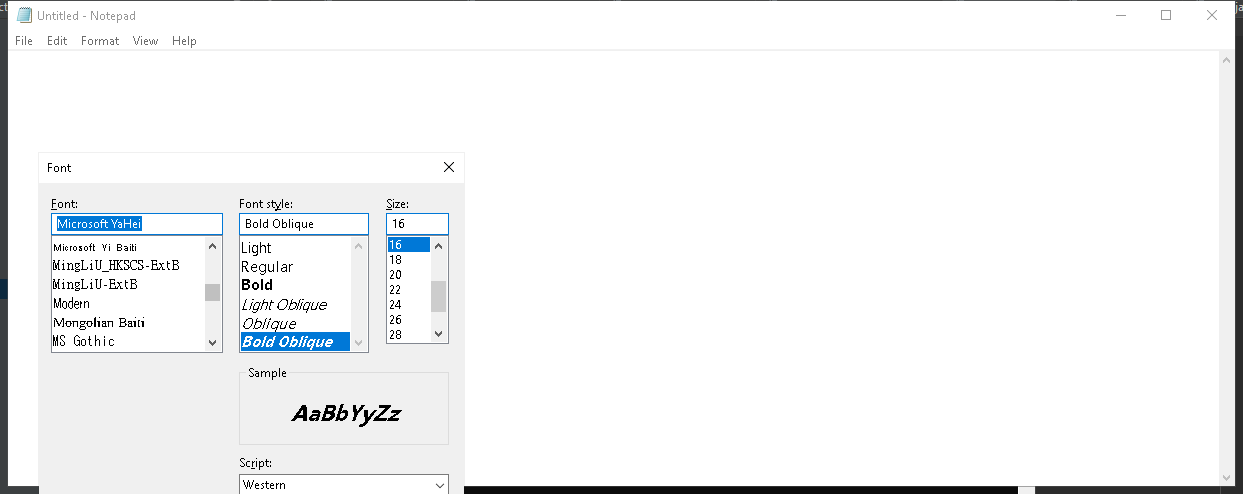 Untitled - Notepad
File Edit Format View Help
Font
Font: Font style: Size:
Microsoft YaHei Bold Oblique 16
Microsoft Yi Baiti
MingLiU_HKSCS-ExtB
MingLiU-ExtB
Modern
Mongolian Baiti
MS Gothic
Light
Regular
Bold
Light Oblique
Oblique
Bold Oblique
16
18
20
22
24
26
28
Sample
AaBbYyZz
Script:
Western